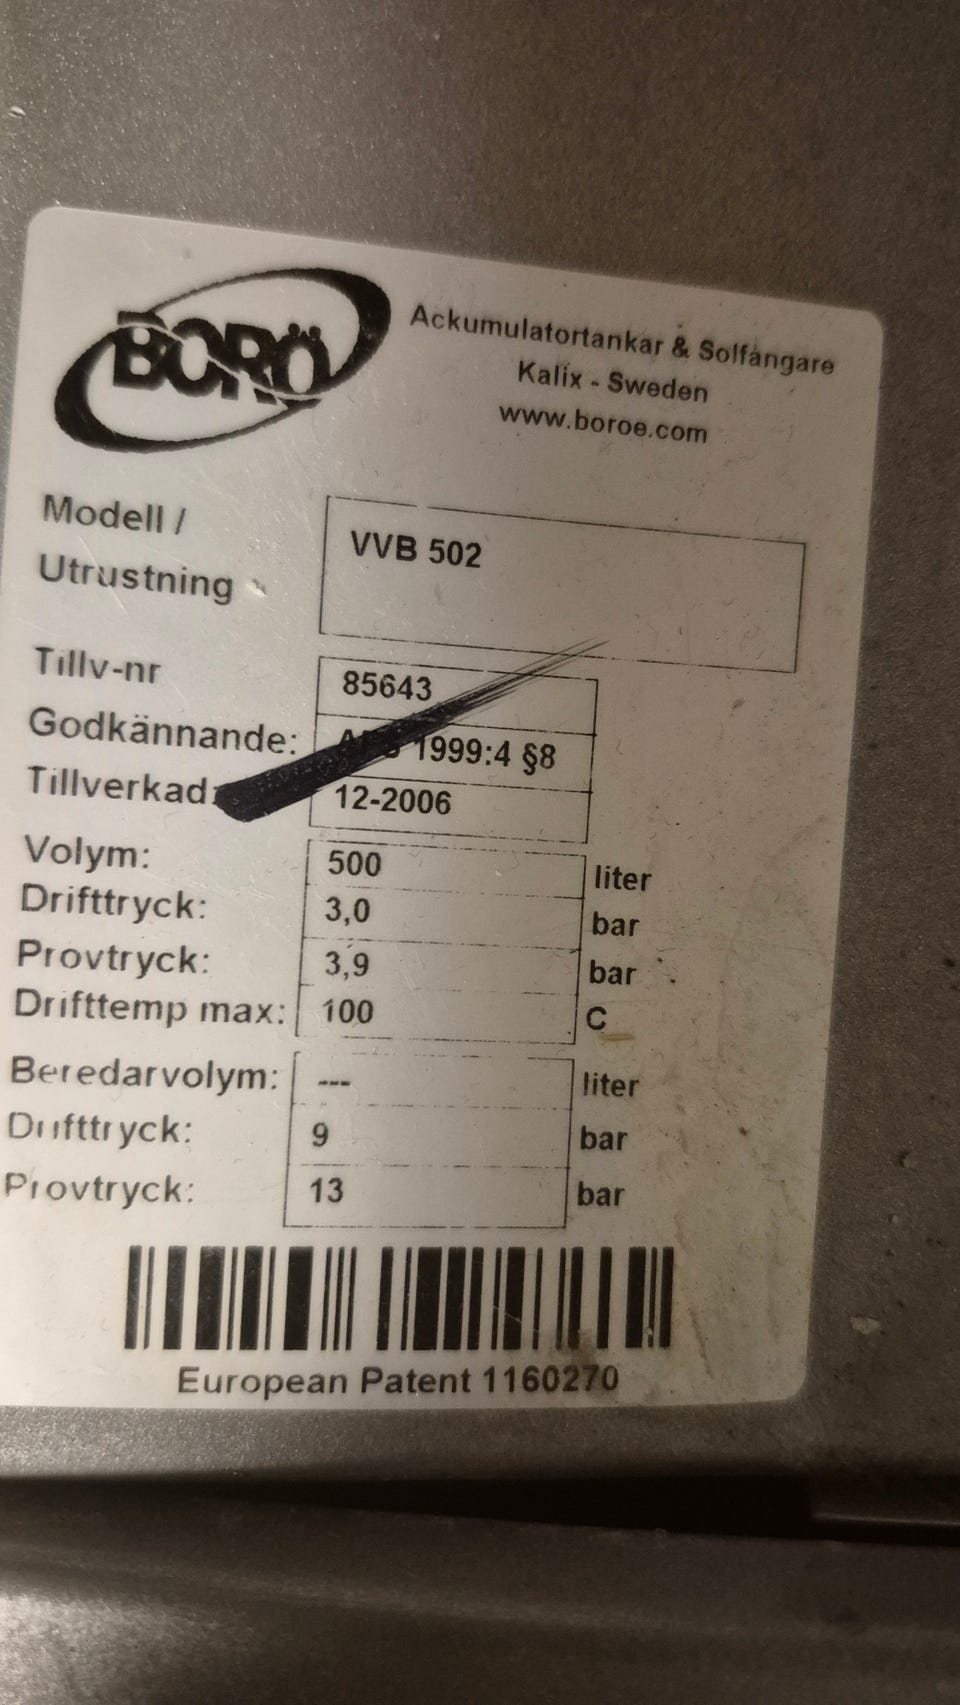 BORÖ
Ackumulatortankar & Solfångare
Kalix - Sweden
www.boroe.com
Modell / Utrustning VVB 502
Tillv-nr 85643
Godkännande: 1999:4 §8
Tillverkad: 12-2006
Volym: 500 liter
Drifttryck: 3,0 bar
Provtryck: 3,9 bar
Drifttemp max: 100 C
Beredarvolym: --- liter
Drifttryck: 9 bar
Provtryck: 13 bar
European Patent 1160270